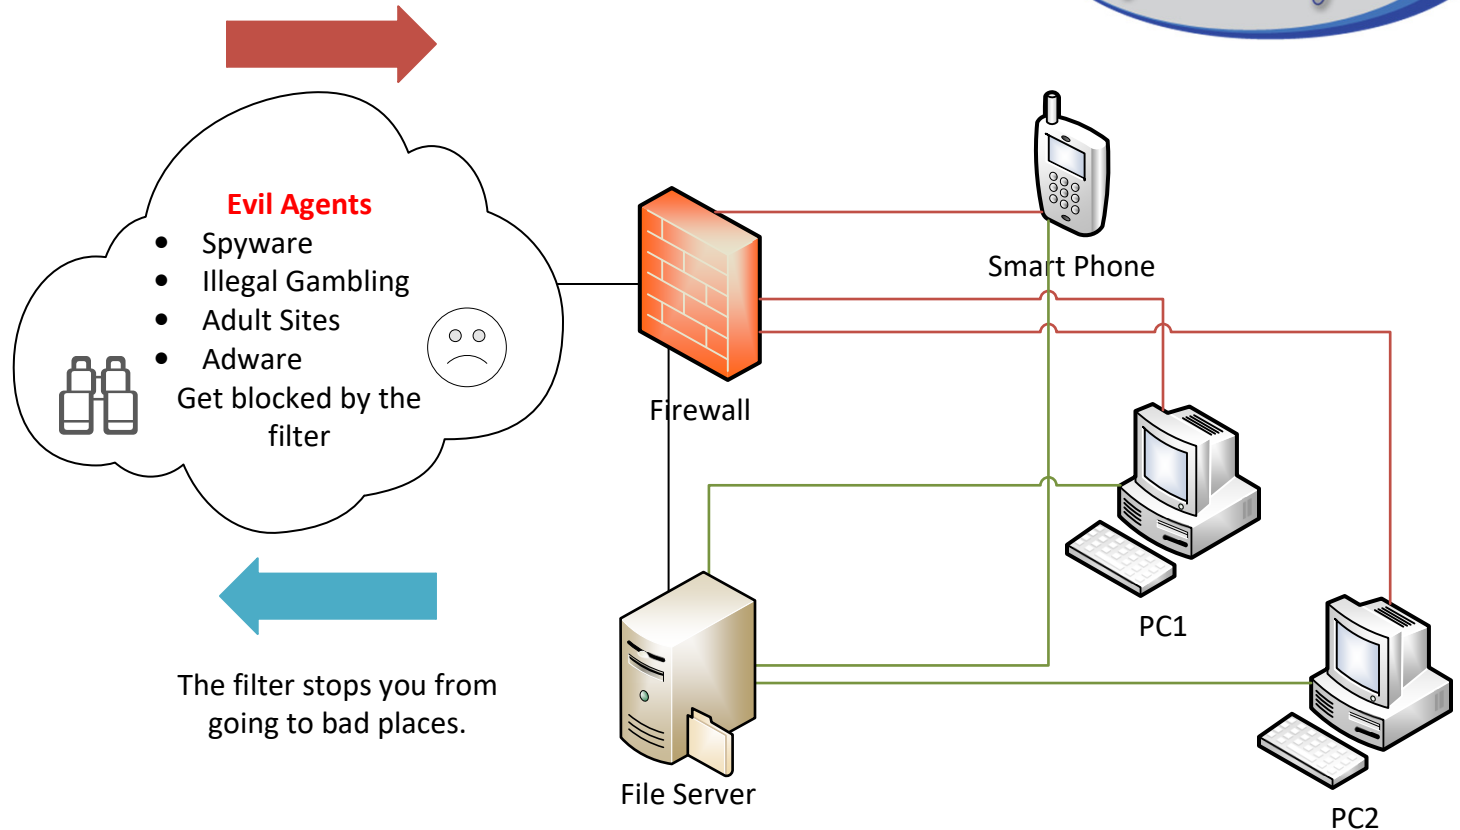 Evil Agents
• Spyware
• Illegal Gambling
• Adult Sites
• Adware
Get blocked by the
filter
Smart Phone
Firewall
PC1
The filter stops you from
going to bad places.
File Server
PC2